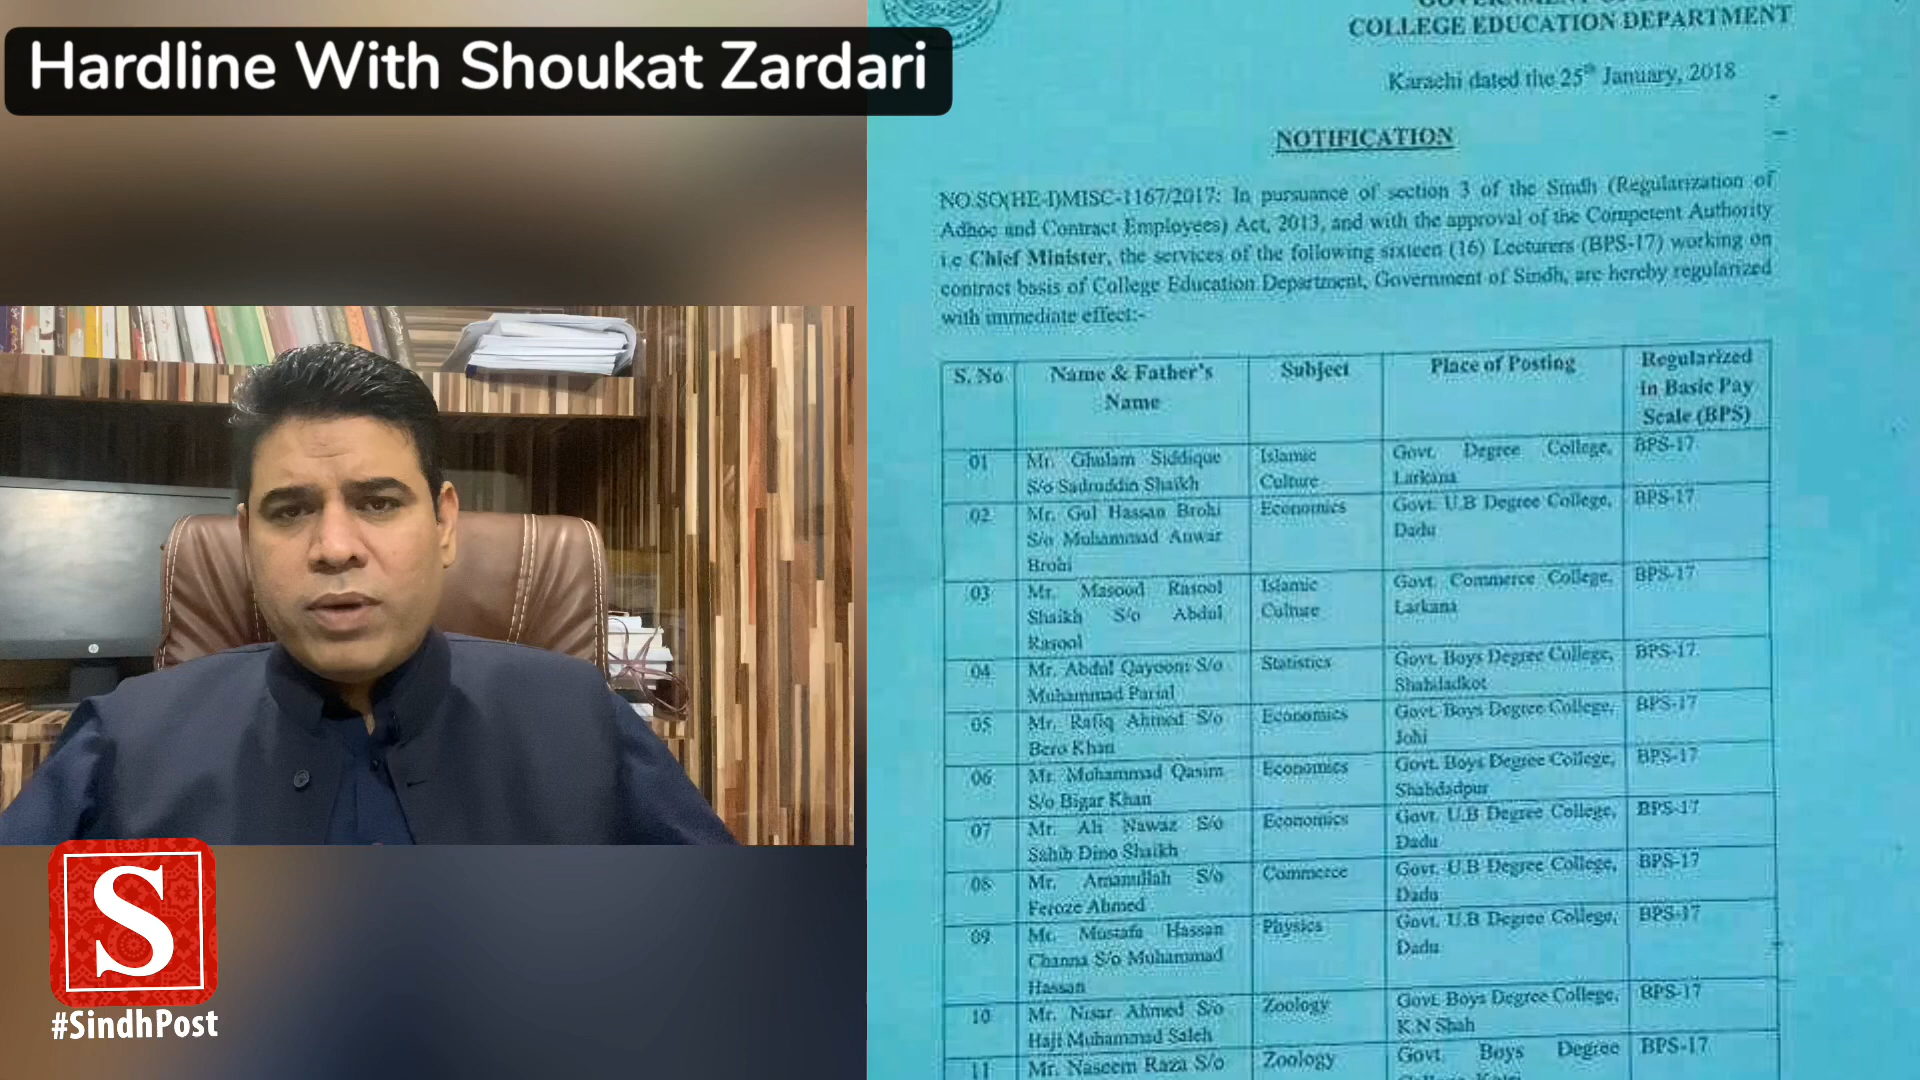 Hardline With Shoukat Zardari
COLLEGE EDUCATION DEPARTMENT
Karachi dated the 25th January, 2018
NOTIFICATION
NO.SO(HE-I)MISC-1167/2017: In pursuance of section 3 of the Sindh (Regularization of
Adhoc and Contract Employees) Act, 2013, and with the approval of the Competent Authority
i.e Chief Minister, the services of the following sixteen (16) Lecturers (BPS-17) working on
contract basis of College Education Department, Government of Sindh, are hereby regularized
with immediate effect:-
S. No
Name & Father's
Name
Subject
Place of Posting
Regularized
in Basic Pay
Scale (BPS)
01
Mr. Ghulam Siddique
S/o Sadruddin Shaikh
Islamic
Culture
Govt. Degree College,
Larkana
BPS-17
02
Mr. Gul Hassan Brohi
S/o Muhammad Anwar
Brohi
Economics
Govt. U.B Degree College,
Dadu
BPS-17
03
Mr. Masood Rasool
Shaikh S/o Abdul
Rasool
Islamic
Culture
Govt. Commerce College,
Larkana
BPS-17
04
Mr. Abdul Qayoom S/o
Muhammad Parial
Statistics
Govt. Boys Degree College,
Shahdadkot
BPS-17
05
Mr. Rafiq Ahmed S/o
Bero Khan
Economics
Govt. Boys Degree College,
Johi
BPS-17
06
Mr. Mohammad Qasim
S/o Bigar Khan
Economics
Govt. Boys Degree College,
Shahdadpur
BPS-17
07
Mr. Ali Nawaz S/o
Sahib Dino Shaikh
Economics
Govt. U.B Degree College,
Dadu
BPS-17
08
Mr. Amanullah S/o
Feroze Ahmed
Commerce
Govt. U.B Degree College,
Dadu
BPS-17
09
Mr. Mustafa Hassan
Channa S/o Muhammad
Hassan
Physics
Govt. U.B Degree College,
Dadu
BPS-17
10
Mr. Nisar Ahmed S/o
Haji Muhammad Saleh
Zoology
Govt. Boys Degree College,
K.N Shah
BPS-17
11
Mr. Naseem Raza S/o
Zoology
Govt. Boys Degree
BPS-17
hp
S
#SindhPost